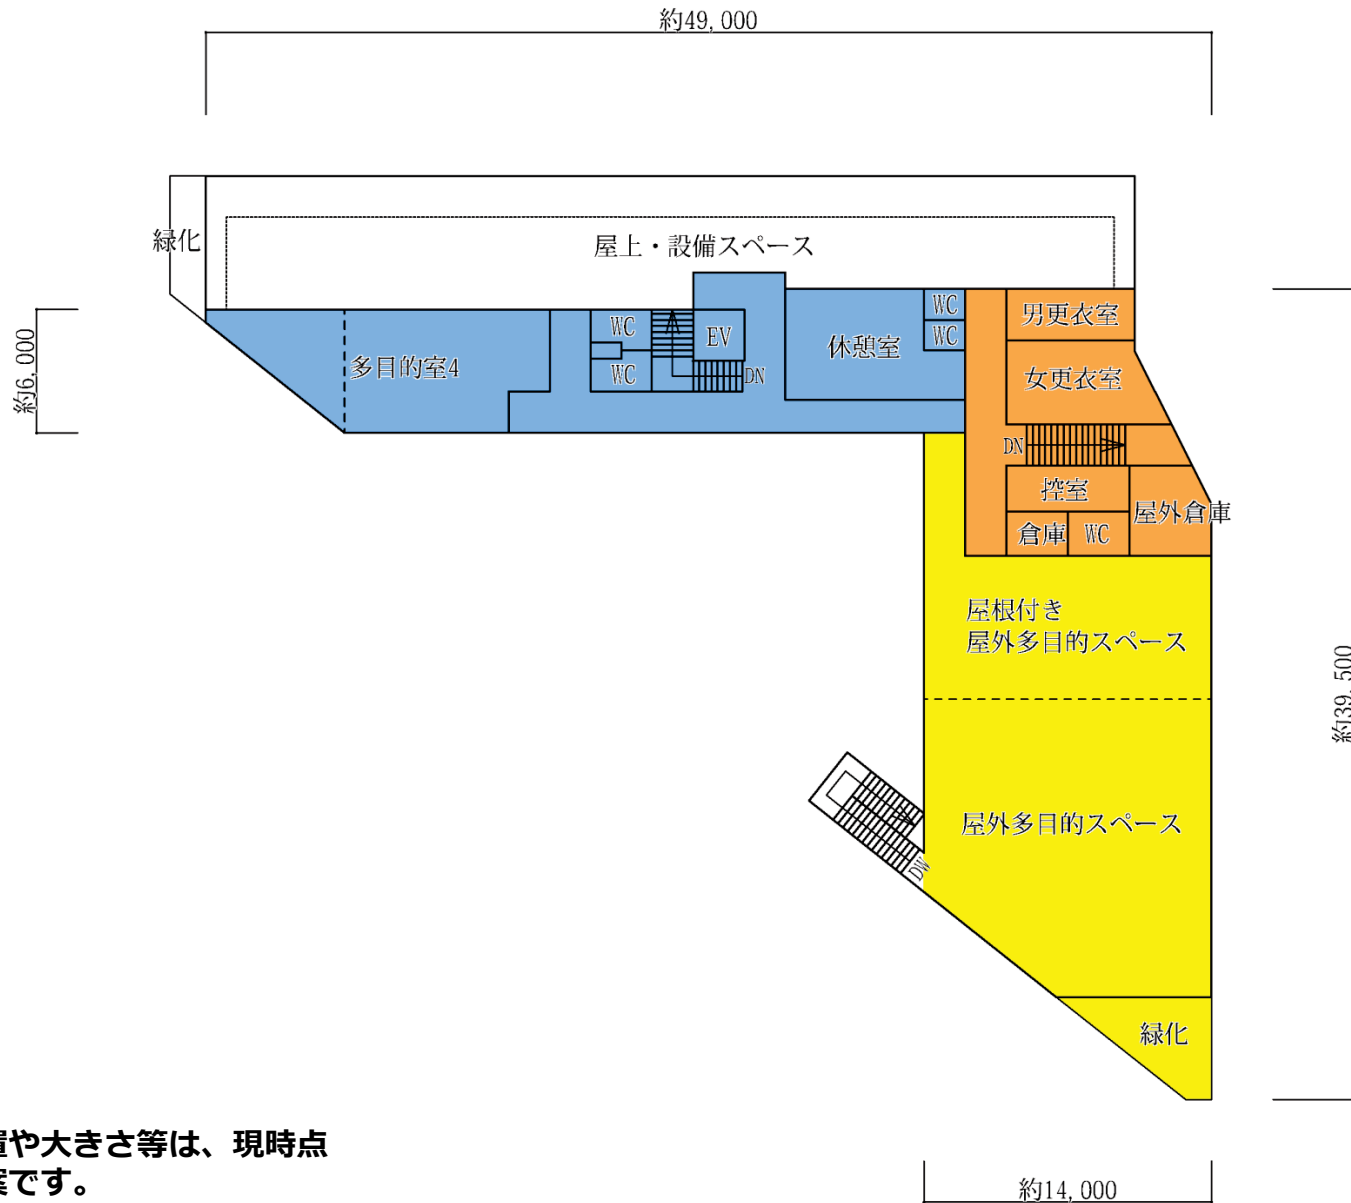 約49,000
緑化
屋上・設備スペース
約6,000
多目的室4
WC
WC
EV
DN
休憩室
WC
WC
男更衣室
女更衣室
DN
控室
屋外倉庫
倉庫
WC
屋根付き
屋外多目的スペース
約39,500
屋外多目的スペース
DW
緑化
置や大きさ等は、現時点
案です。
約14,000